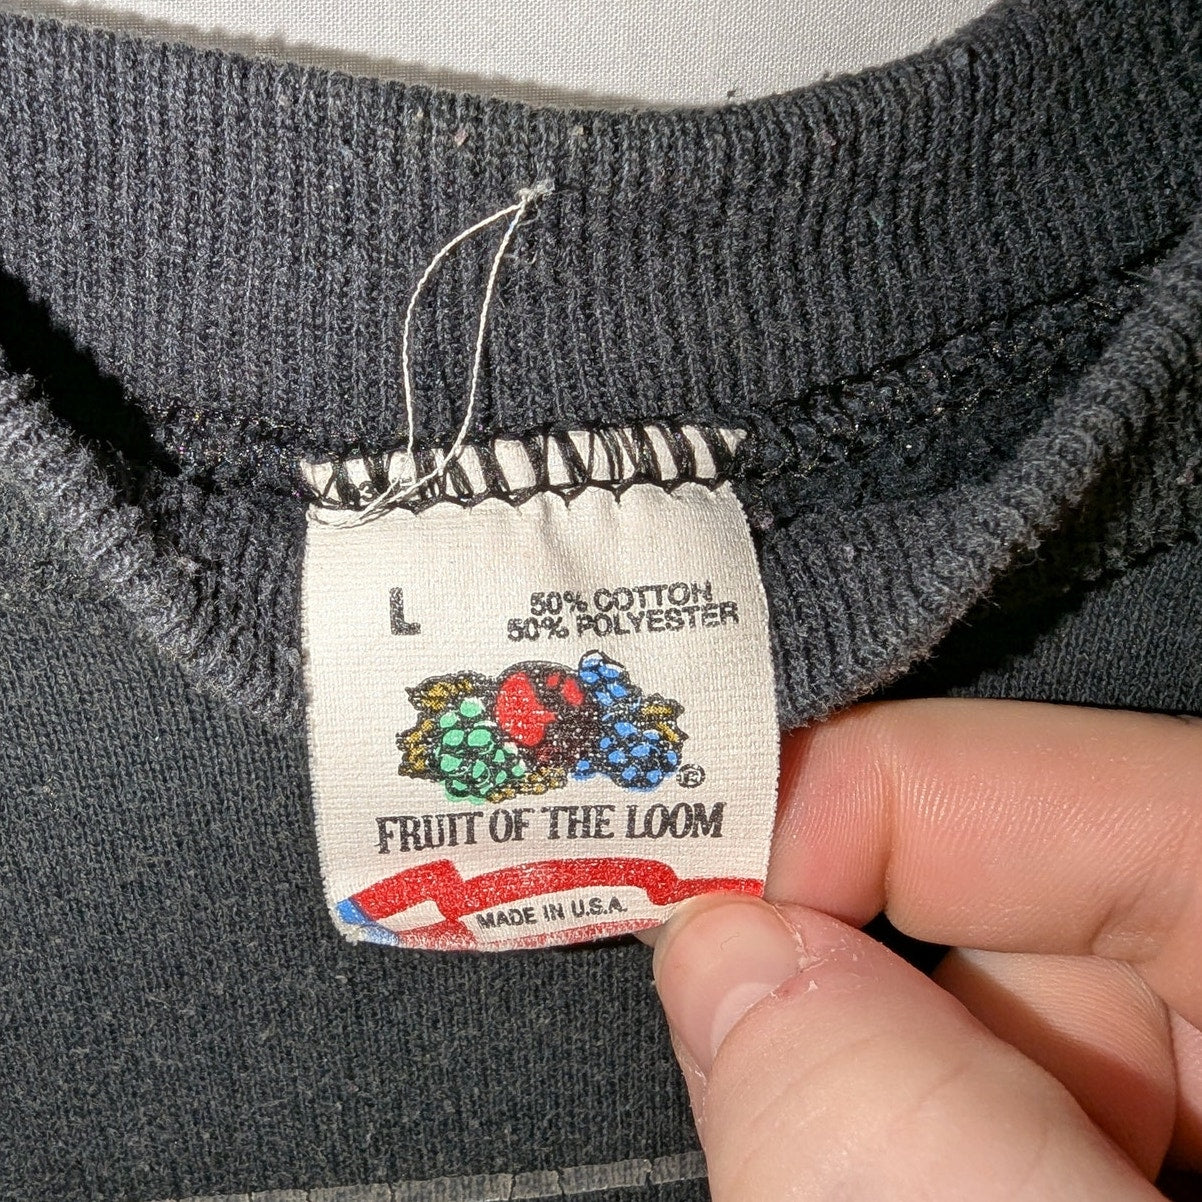 L
50% COTTON
50% POLYESTER
®
FRUIT OF THE LOOM
MADE IN U.S.A.